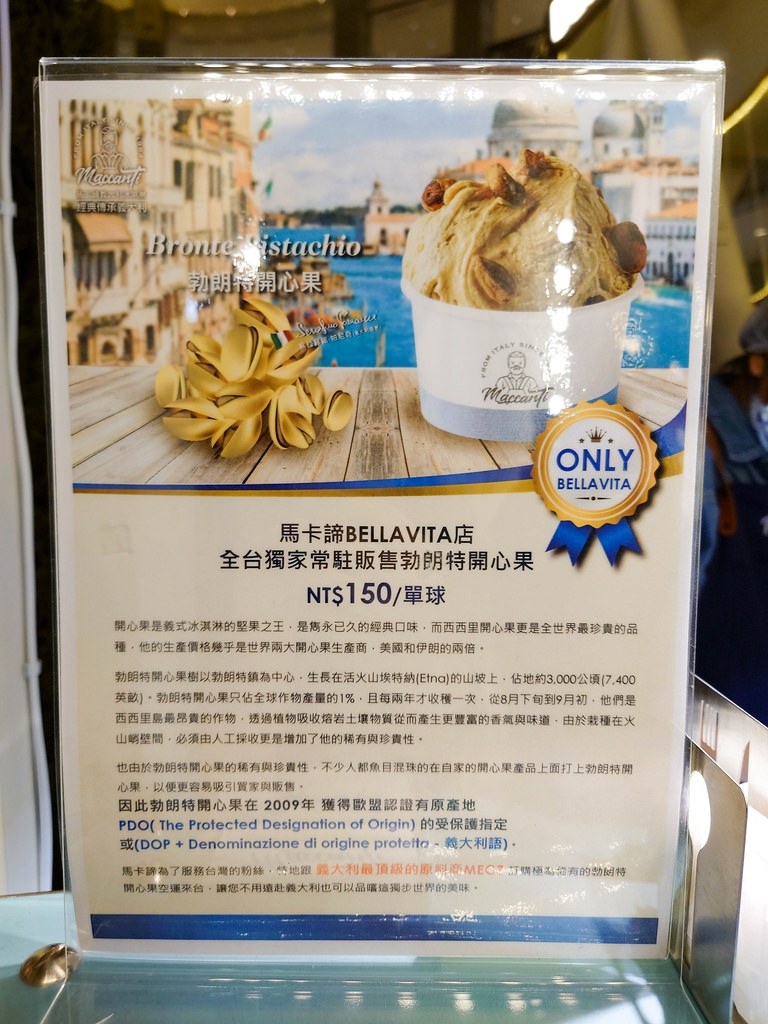 Maccanti
經典傳承義大利
Bronte Pistachio
勃朗特開心果
FROM ITALY SINCE
Maccanti
ONLY
BELLAVITA
馬卡諦BELLAVITA店
全台獨家常駐販售勃朗特開心果
NT$150/單球
開心果是義式冰淇淋的堅果之王，是雋永已久的經典口味，而西西里開心果更是全世界最珍貴的品
種，他的生產價格幾乎是世界兩大開心果生產商，美國和伊朗的兩倍。
勃朗特開心果樹以勃朗特鎮為中心，生長在活火山埃特納(Etna)的山坡上，佔地約3,000公頃(7,400
英畝)。勃朗特開心果只佔全球作物產量的1%，且每兩年才收穫一次，從8月下旬到9月初，他們是
西西里島最昂貴的作物，透過植物吸收熔岩土壤物質從而產生更豐富的香氣與味道，由於栽種在火
山峭壁間，必須由人工採收更是增加了他的稀有與珍貴性。
也由於勃朗特開心果的稀有與珍貴性，不少人都魚目混珠的在自家的開心果產品上面打上勃朗特開
心果，以便更容易吸引買家與販售。
因此勃朗特開心果在 2009年 獲得歐盟認證有原產地
PDO( The Protected Designation of Origin) 的受保護指定
或(DOP + Denominazione di origine protetta - 義大利語)。
馬卡諦為了服務台灣的粉絲，特地跟 義大利最頂級的原料商MEC3 訂購極為稀有的勃朗特
開心果空運來台，讓您不用遠赴義大利也可以品嚐這獨步世界的美味。